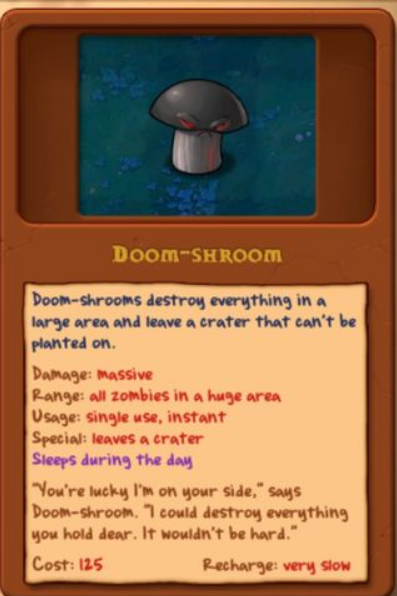 Doom-shroom
Doom-shrooms destroy everything in a
large area and leave a crater that can't be
planted on.
Damage: massive
Range: all zombies in a huge area
Usage: single use, instant
Special: leaves a crater
Sleeps during the day
"You're lucky I'm on your side," says
Doom-shroom. "I could destroy everything
you hold dear. It wouldn't be hard."
Cost: 125 Recharge: very slow